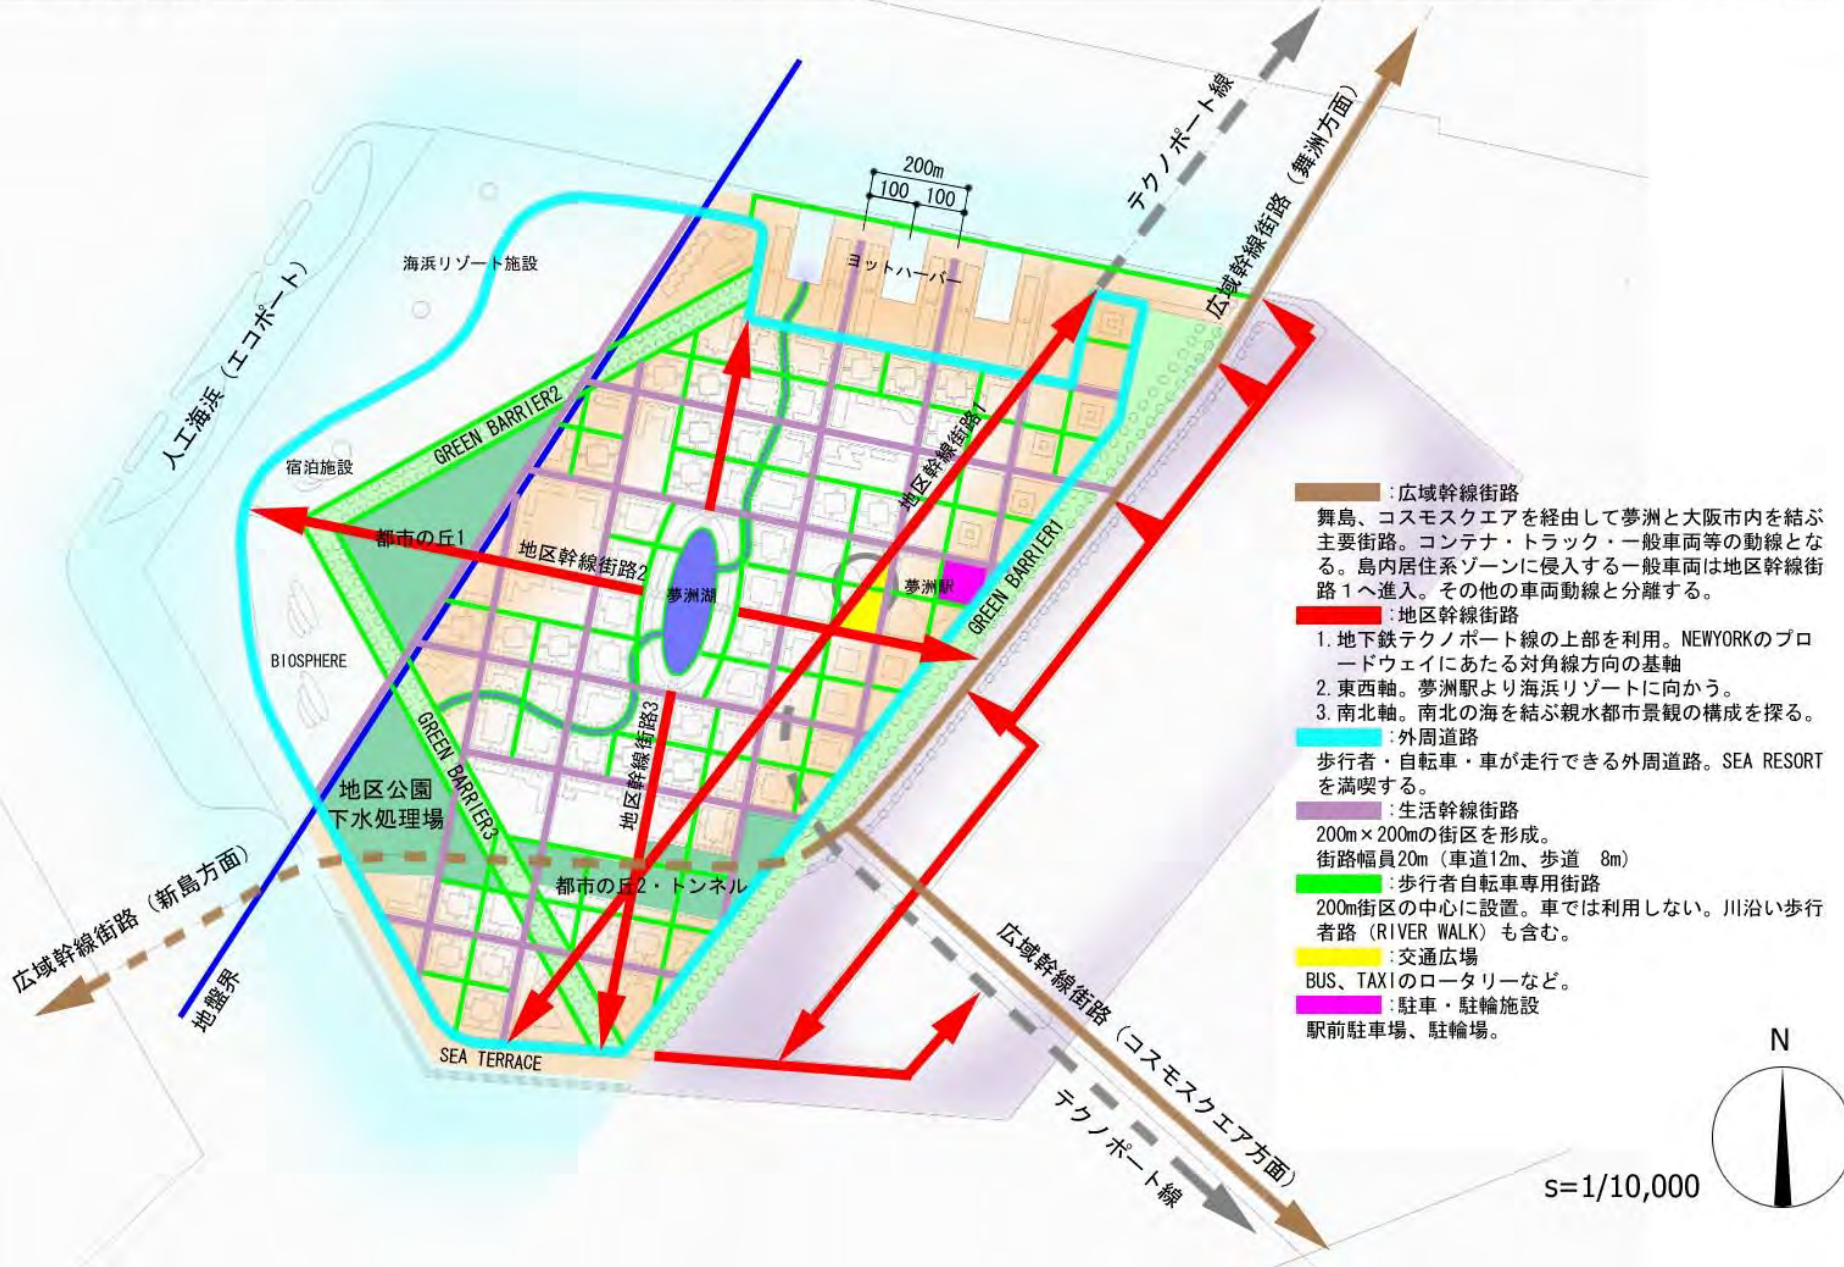 テクノポート線
広域幹線街路（舞洲方面）
200m
100 100
海浜リゾート施設
ヨットハーバー
人工海浜（エコポート）
GREEN BARRIER2
宿泊施設
地区幹線街路1
都市の丘1
地区幹線街路2
夢洲湖
夢洲駅
GREEN BARRIER1
BIOSPHERE
GREEN BARRIER3
地区幹線街路3
地区公園
下水処理場
都市の丘2・トンネル
広域幹線街路（新島方面）
地盤界
SEA TERRACE
広域幹線街路（コスモスクエア方面）
テクノポート線
：広域幹線街路
舞島、コスモスクエアを経由して夢洲と大阪市内を結ぶ
主要街路。コンテナ・トラック・一般車両等の動線とな
る。島内居住系ゾーンに侵入する一般車両は地区幹線街
路１へ進入。その他の車両動線と分離する。
：地区幹線街路
1. 地下鉄テクノポート線の上部を利用。NEWYORKのブロ
ードウェイにあたる対角線方向の基軸
2. 東西軸。夢洲駅より海浜リゾートに向かう。
3. 南北軸。南北の海を結ぶ親水都市景観の構成を探る。
：外周道路
歩行者・自転車・車が走行できる外周道路。SEA RESORT
を満喫する。
：生活幹線街路
200m×200mの街区を形成。
街路幅員20m（車道12m、歩道　8m）
：歩行者自転車専用街路
200m街区の中心に設置。車では利用しない。川沿い歩行
者路（RIVER WALK）も含む。
：交通広場
BUS、TAXIのロータリーなど。
：駐車・駐輪施設
駅前駐車場、駐輪場。
N
s=1/10,000